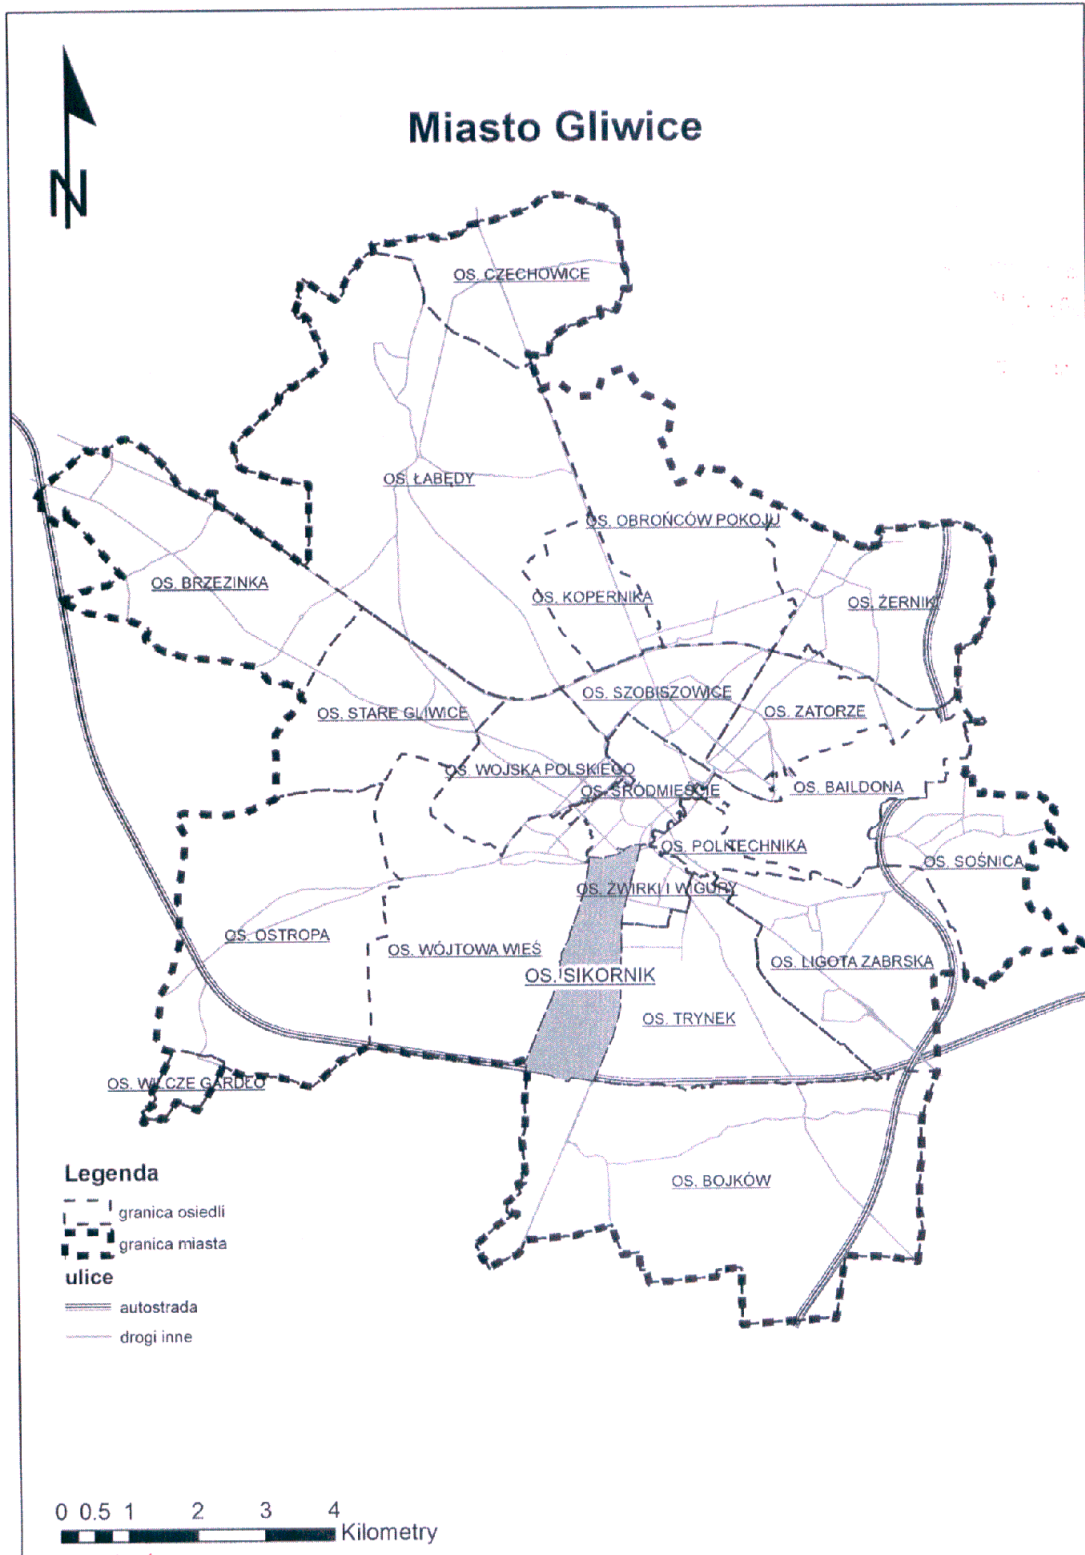 Miasto Gliwice
N
OS. CZECHOWICE
OS. ŁABĘDY
OS. OBROŃCÓW POKOJU
OS. BRZEZINKA
OS. KOPERNIKA
OS. ŻERNIKI
OS. SZOBISZOWICE
OS. STARE GLIWICE
OS. ZATORZE
OS. WOJSKA POLSKIEGO
OS. ŚRÓDMIEŚCIE
OS. BAILDONA
OS. POLITECHNIKA
OS. SOŚNICA
OS. ŻWIRKI I WIGURY
OS. OSTROPA
OS. WÓJTOWA WIEŚ
OS. LIGOTA ZABRSKA
OS. SIKORNIK
OS. TRYNEK
OS. WILCZE GARDŁO
OS. BOJKÓW
Legenda
granica osiedli
granica miasta
ulice
autostrada
drogi inne
0 0.5 1 2 3 4
Kilometry